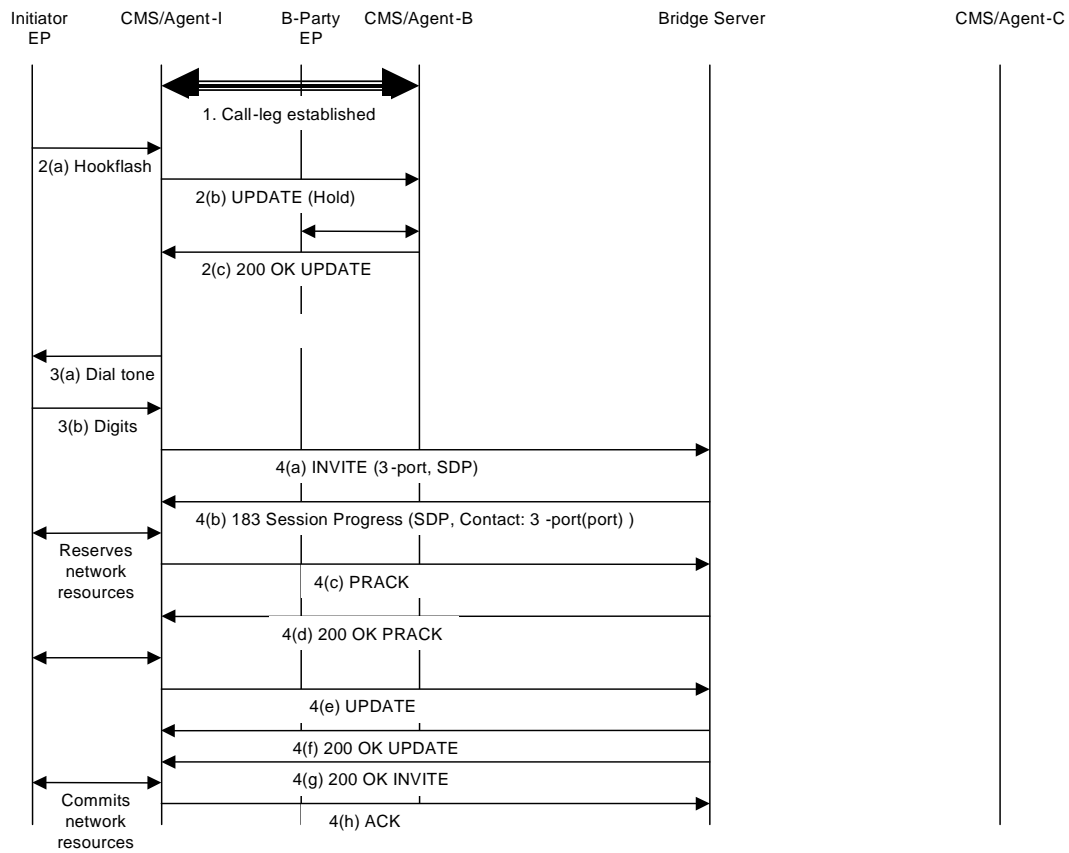 Initiator EP
CMS/Agent-I
B-Party EP
CMS/Agent-B
Bridge Server
CMS/Agent-C
1. Call-leg established
2(a) Hookflash
2(b) UPDATE (Hold)
2(c) 200 OK UPDATE
3(a) Dial tone
3(b) Digits
4(a) INVITE (3-port, SDP)
4(b) 183 Session Progress (SDP, Contact: 3 -port(port) )
Reserves
network
resources
4(c) PRACK
4(d) 200 OK PRACK
4(e) UPDATE
4(f) 200 OK UPDATE
4(g) 200 OK INVITE
Commits
network
resources
4(h) ACK